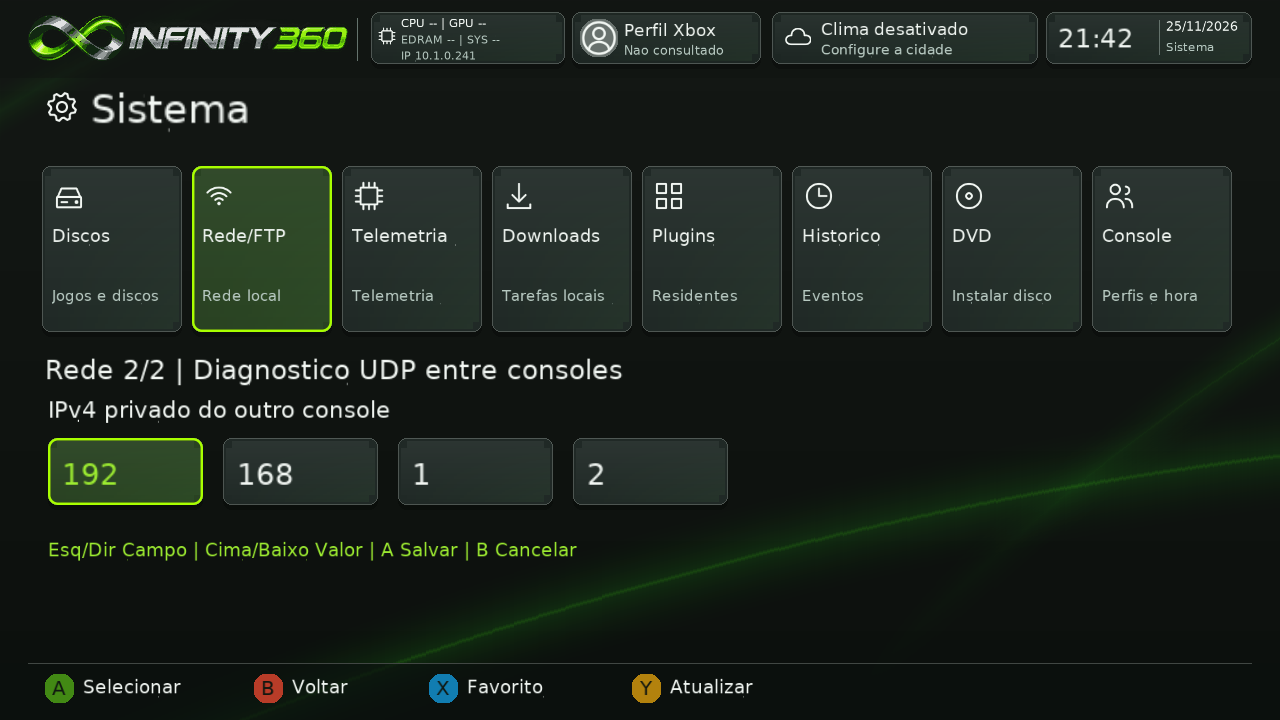 INFINITY 360
CPU -- | GPU --
EDRAM -- | SYS --
IP 10.1.0.241
Perfil Xbox
Nao consultado
Clima desativado
Configure a cidade
21:42
25/11/2026
Sistema
Sistema
Discos
Jogos e discos
Rede/FTP
Rede local
Telemetria
Telemetria
Downloads
Tarefas locais
Plugins
Residentes
Historico
Eventos
DVD
Instalar disco
Console
Perfis e hora
Rede 2/2 | Diagnostico UDP entre consoles
IPv4 privado do outro console
192 168 1 2
Esq/Dir Campo | Cima/Baixo Valor | A Salvar | B Cancelar
A Selecionar B Voltar X Favorito Y Atualizar